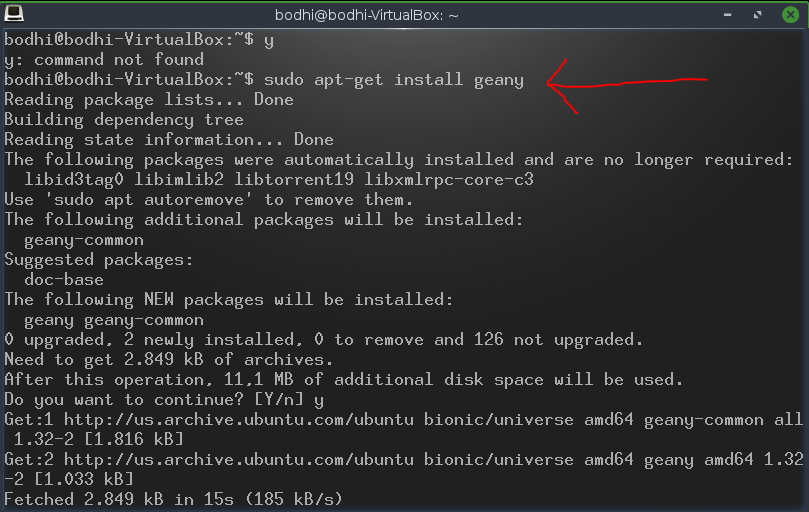 bodhi@bodhi-VirtualBox: ~
bodhi@bodhi-VirtualBox:~$ y
y: command not found
bodhi@bodhi-VirtualBox:~$ sudo apt-get install geany
Reading package lists... Done
Building dependency tree
Reading state information... Done
The following packages were automatically installed and are no longer required:
  libid3tag0 libimlib2 libtorrent19 libxmlrpc-core-c3
Use 'sudo apt autoremove' to remove them.
The following additional packages will be installed:
  geany-common
Suggested packages:
  doc-base
The following NEW packages will be installed:
  geany geany-common
0 upgraded, 2 newly installed, 0 to remove and 126 not upgraded.
Need to get 2.849 kB of archives.
After this operation, 11,1 MB of additional disk space will be used.
Do you want to continue? [Y/n] y
Get:1 http://us.archive.ubuntu.com/ubuntu bionic/universe amd64 geany-common all
 1.32-2 [1.816 kB]
Get:2 http://us.archive.ubuntu.com/ubuntu bionic/universe amd64 geany amd64 1.32
-2 [1.033 kB]
Fetched 2.849 kB in 15s (185 kB/s)